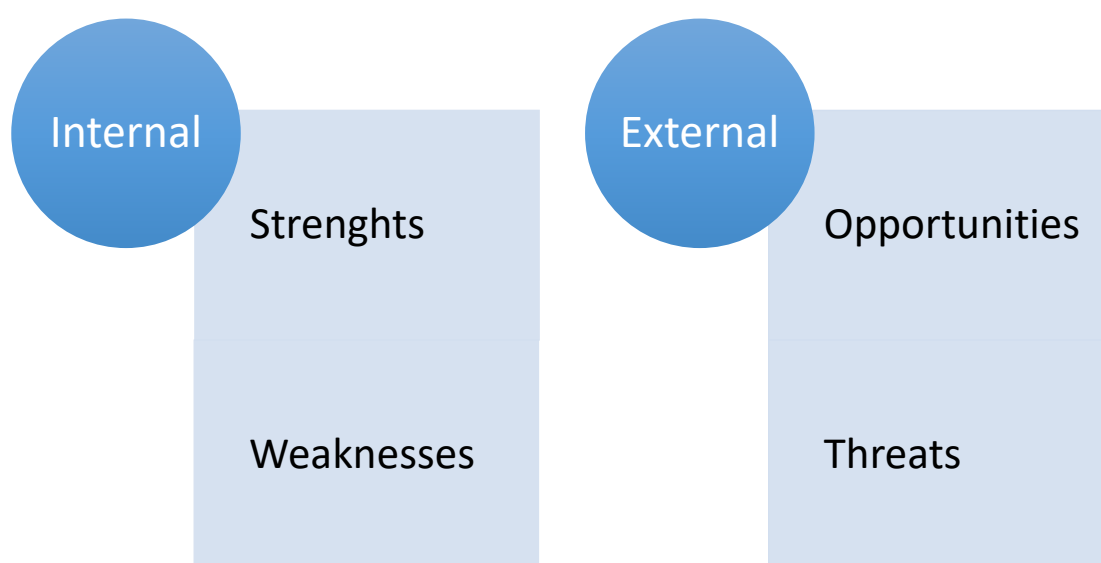 Internal
Strenghts
Weaknesses
External
Opportunities
Threats